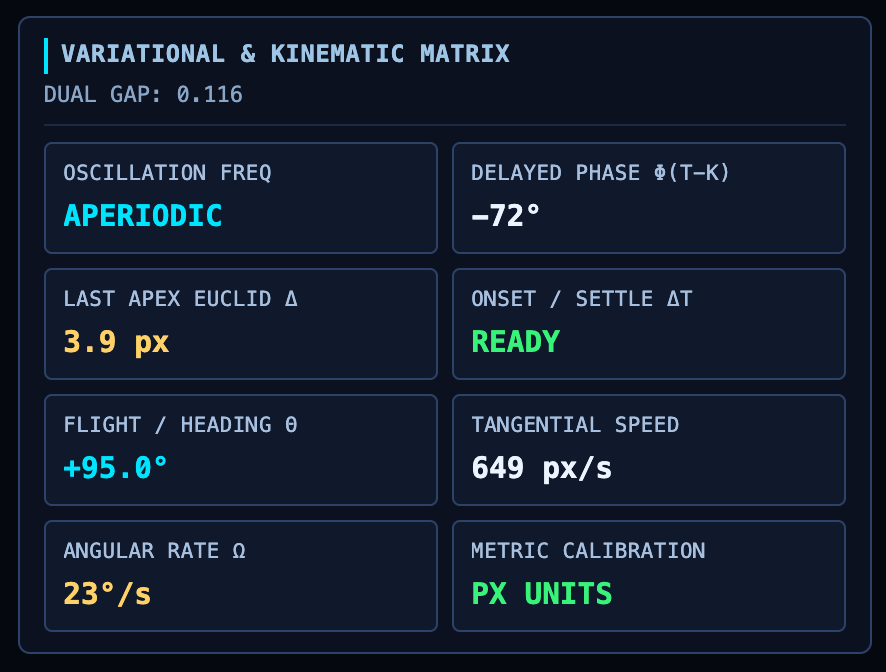 VARIATIONAL & KINEMATIC MATRIX
DUAL GAP: 0.116
OSCILLATION FREQ
APERIODIC
DELAYED PHASE Φ(T−K)
−72°
LAST APEX EUCLID Δ
3.9 px
ONSET / SETTLE ΔT
READY
FLIGHT / HEADING θ
+95.0°
TANGENTIAL SPEED
649 px/s
ANGULAR RATE Ω
23°/s
METRIC CALIBRATION
PX UNITS